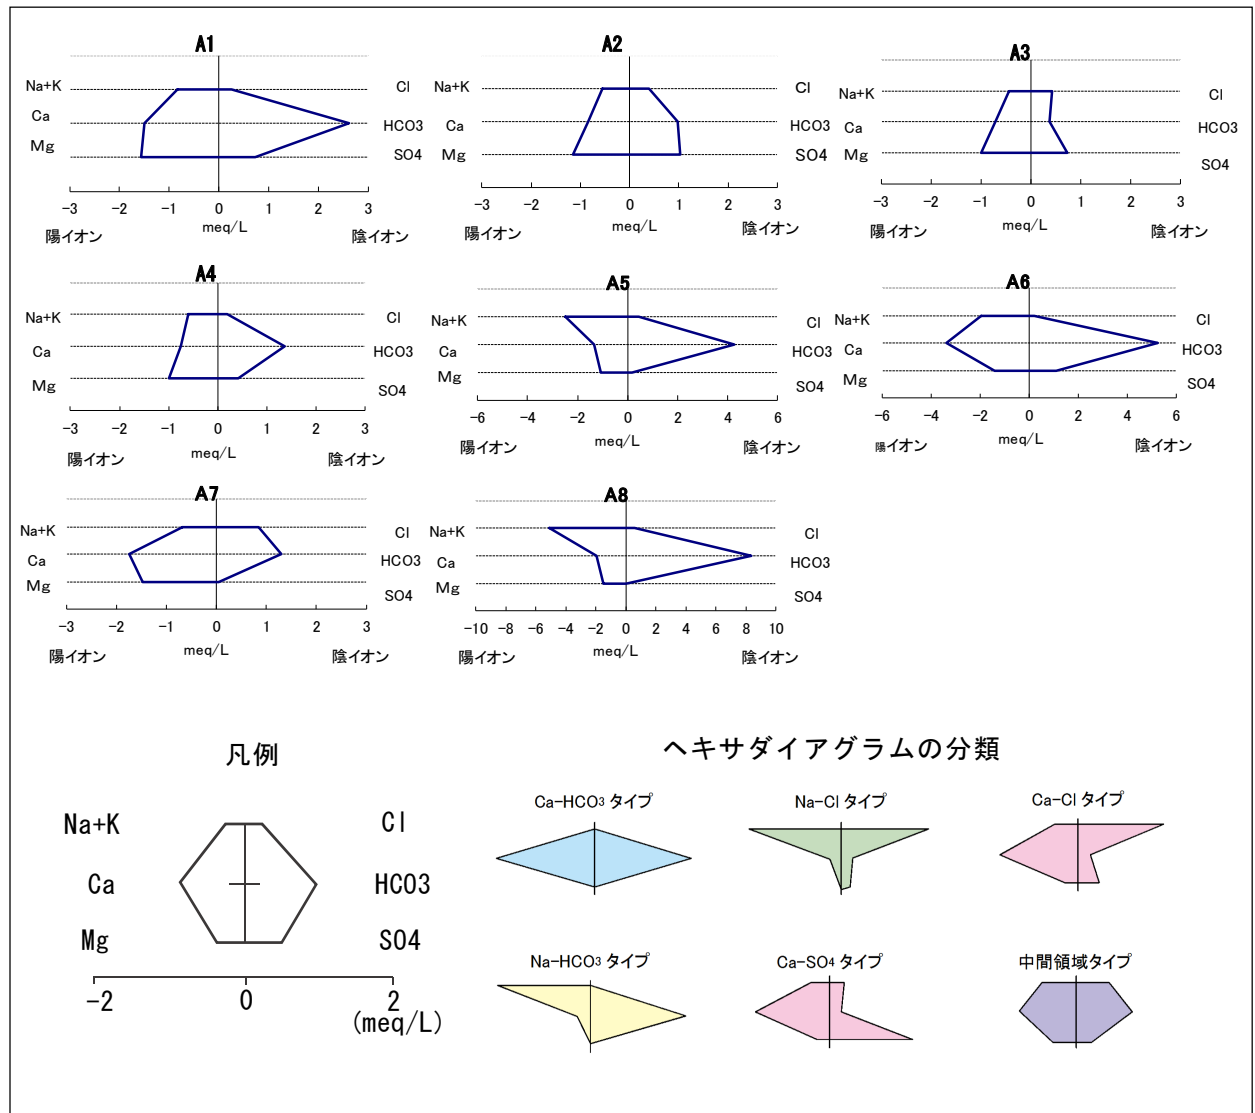 A1
Na+K Cl
Ca HCO3
Mg SO4
-3 -2 -1 0 1 2 3
meq/L
陽イオン 陰イオン
A2
Na+K Cl
Ca HCO3
Mg SO4
-3 -2 -1 0 1 2 3
meq/L
陽イオン 陰イオン
A3
Na+K Cl
Ca HCO3
Mg SO4
-3 -2 -1 0 1 2 3
meq/L
陽イオン 陰イオン
A4
Na+K Cl
Ca HCO3
Mg SO4
-3 -2 -1 0 1 2 3
meq/L
陽イオン 陰イオン
A5
Na+K Cl
Ca HCO3
Mg SO4
-6 -4 -2 0 2 4 6
meq/L
陽イオン 陰イオン
A6
Na+K Cl
Ca HCO3
Mg SO4
-6 -4 -2 0 2 4 6
meq/L
陽イオン 陰イオン
A7
Na+K Cl
Ca HCO3
Mg SO4
-3 -2 -1 0 1 2 3
meq/L
陽イオン 陰イオン
A8
Na+K Cl
Ca HCO3
Mg SO4
-10 -8 -6 -4 -2 0 2 4 6 8 10
meq/L
陽イオン 陰イオン
凡例
Na+K Cl
Ca HCO3
Mg SO4
-2 0 2
(meq/L)
ヘキサダイアグラムの分類
Ca-HCO3 タイプ
Na-Cl タイプ
Ca-Cl タイプ
Na-HCO3 タイプ
Ca-SO4 タイプ
中間領域タイプ